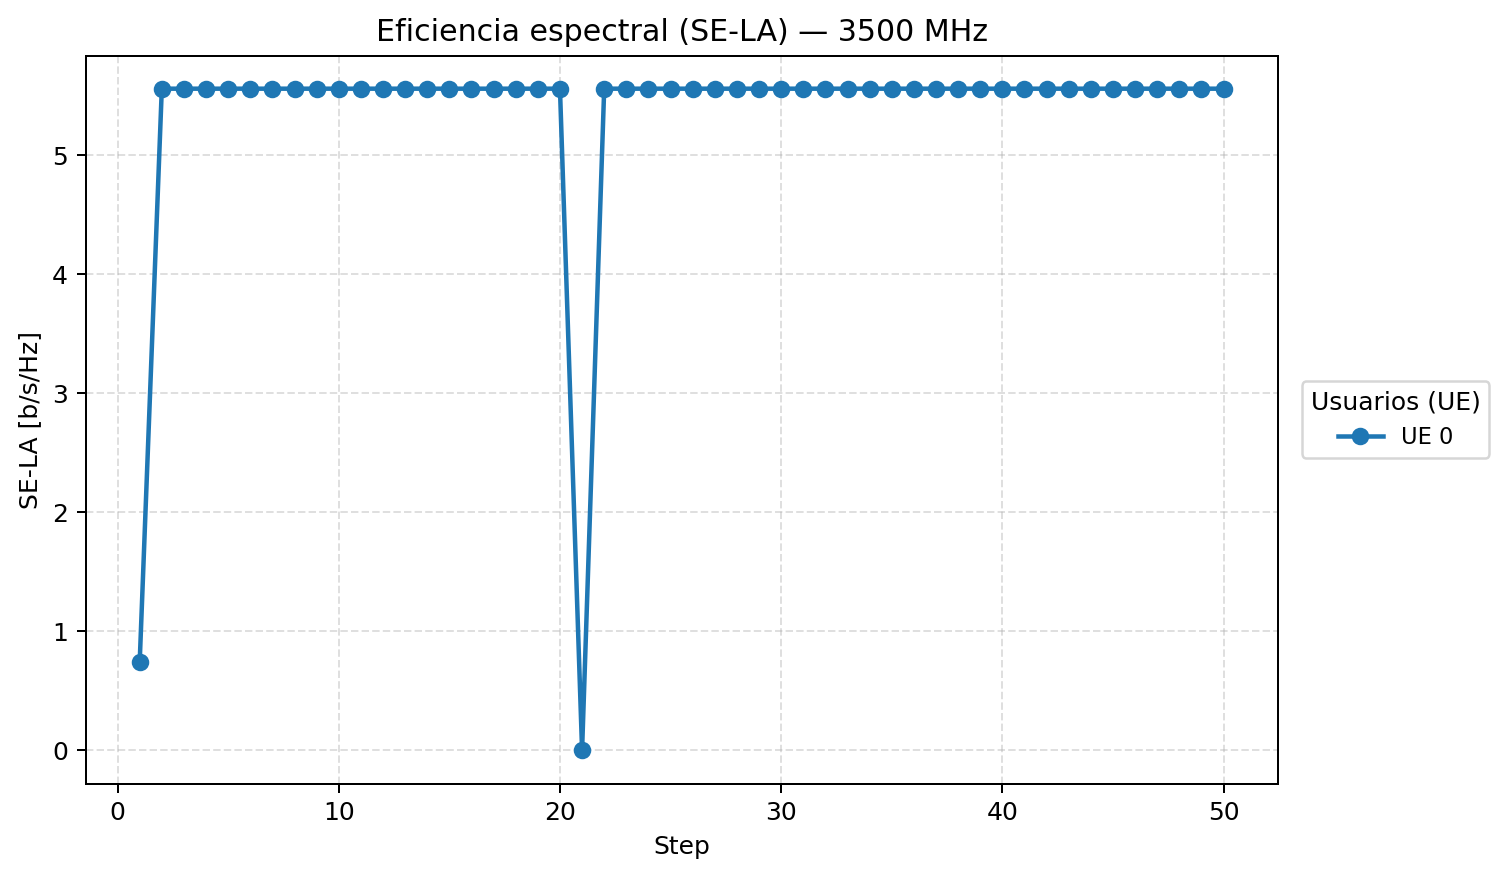 Eficiencia espectral (SE-LA) — 3500 MHz
SE-LA [b/s/Hz]
5
4
3
2
1
0
0 10 20 30 40 50
Step
Usuarios (UE)
UE 0